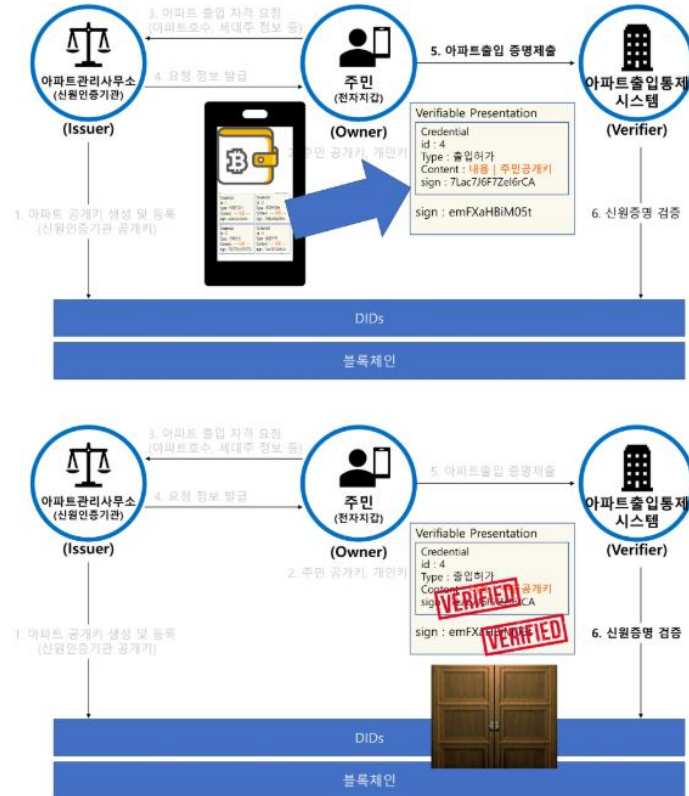 3. 아파트 출입 자격 요청
(아파트호수, 세대주 정보 등)
5. 아파트출입 증명제출
아파트관리사무소
(신원인증기관)
4. 요청 정보 발급
주민
(전자지갑)
아파트출입통제
시스템
(Issuer)
(Owner)
(Verifier)
Verifiable Presentation
Credential
id : 4
Type : 출입허가
Content : 내용 | 주민공개키
sign : 7Lac7J6F7ZeI6rCA
sign : emFXaHBiM05t
주민 공개키, 개인키
1. 아파트 공개키 생성 및 등록
(신원인증기관 공개키)
6. 신원증명 검증
DIDs
블록체인
3. 아파트 출입 자격 요청
(아파트호수, 세대주 정보 등)
5. 아파트출입 증명제출
아파트관리사무소
(신원인증기관)
4. 요청 정보 발급
주민
(전자지갑)
아파트출입통제
시스템
(Issuer)
(Owner)
(Verifier)
2. 주민 공개키, 개인키
Verifiable Presentation
Credential
id : 4
Type : 출입허가
Content : 공개키
VERIFIED
sign :
VERIFIED
1. 아파트 공개키 생성 및 등록
(신원인증기관 공개키)
6. 신원증명 검증
DIDs
블록체인